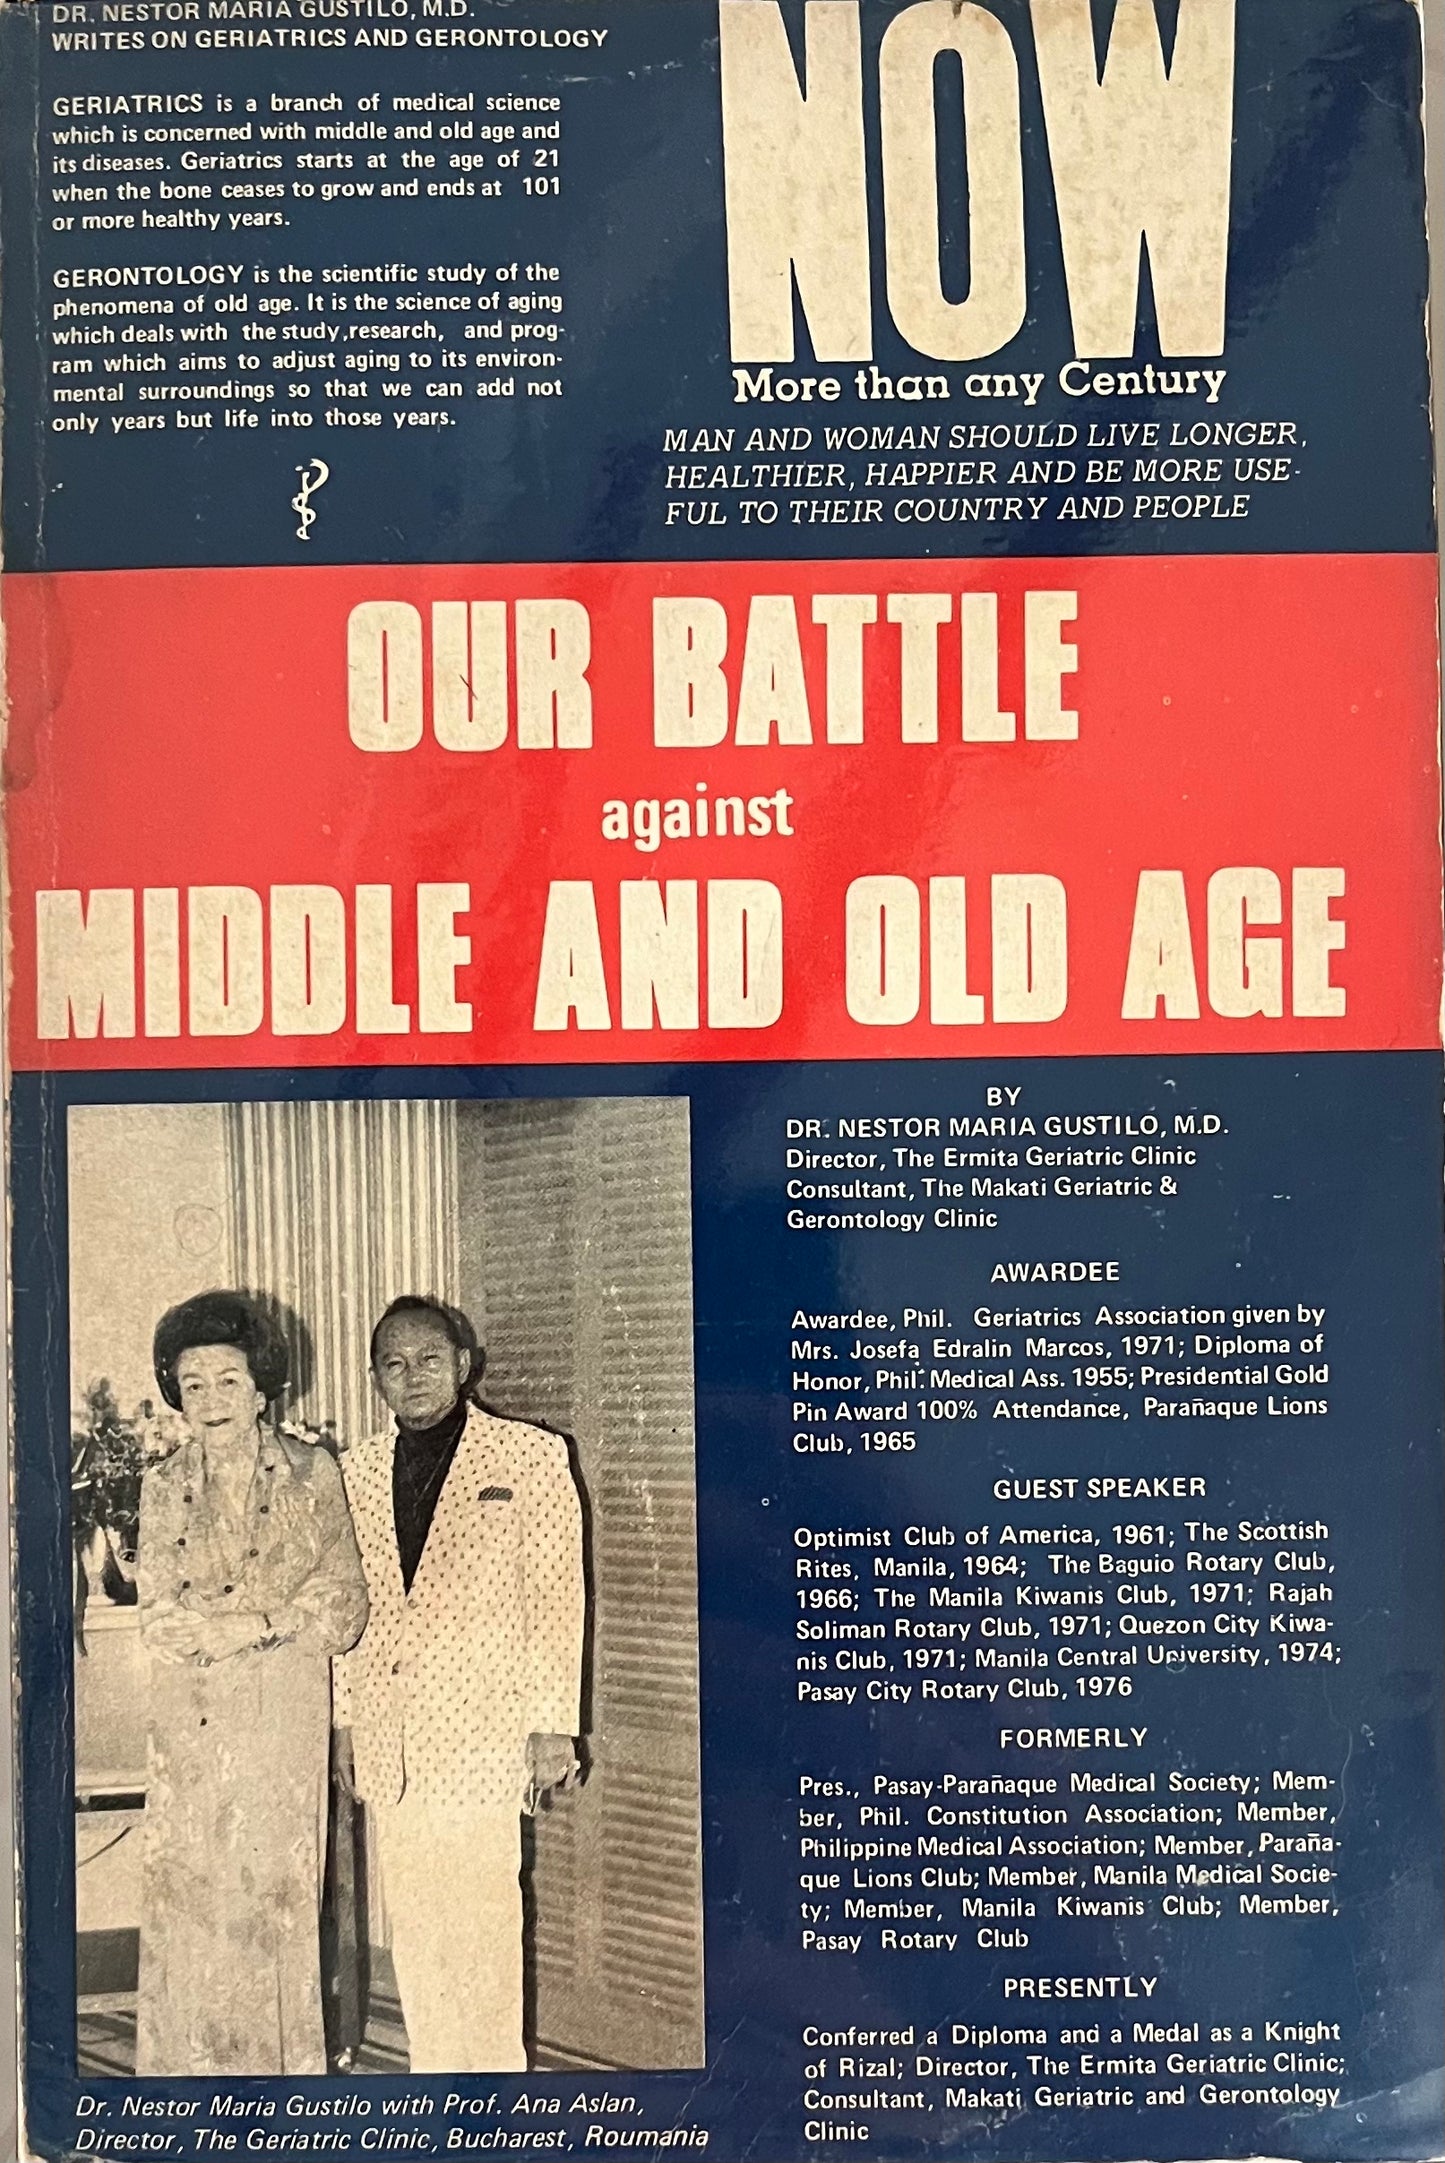 DR. NESTOR MARIA GUSTILO, M.D.
WRITES ON GERIATRICS AND GERONTOLOGY
GERIATRICS is a branch of medical science
which is concerned with middle and old age and
its diseases. Geriatrics starts at the age of 21
when the bone ceases to grow and ends at 101
or more healthy years.
GERONTOLOGY is the scientific study of the
phenomena of old age. It is the science of aging
which deals with the study,research, and prog-
ram which aims to adjust aging to its environ-
mental surroundings so that we can add not
only years but life into those years.
NOW
More than any Century
MAN AND WOMAN SHOULD LIVE LONGER,
HEALTHIER, HAPPIER AND BE MORE USE-
FUL TO THEIR COUNTRY AND PEOPLE
OUR BATTLE
against
MIDDLE AND OLD AGE
BY
DR. NESTOR MARIA GUSTILO, M.D.
Director, The Ermita Geriatric Clinic
Consultant, The Makati Geriatric &
Gerontology Clinic
AWARDEE
Awardee, Phil. Geriatrics Association given by
Mrs. Josefa Edralin Marcos, 1971; Diploma of
Honor, Phil. Medical Ass. 1955; Presidential Gold
Pin Award 100% Attendance, Parañaque Lions
Club, 1965
GUEST SPEAKER
Optimist Club of America, 1961; The Scottish
Rites, Manila, 1964; The Baguio Rotary Club,
1966; The Manila Kiwanis Club, 1971; Rajah
Soliman Rotary Club, 1971; Quezon City Kiwa-
nis Club, 1971; Manila Central University, 1974;
Pasay City Rotary Club, 1976
FORMERLY
Pres., Pasay-Parañaque Medical Society; Mem-
ber, Phil. Constitution Association; Member,
Philippine Medical Association; Member, Paraña-
que Lions Club; Member, Manila Medical Socie-
ty; Member, Manila Kiwanis Club; Member,
Pasay Rotary Club
PRESENTLY
Conferred a Diploma and a Medal as a Knight
of Rizal; Director, The Ermita Geriatric Clinic;
Consultant, Makati Geriatric and Gerontology
Clinic
Dr. Nestor Maria Gustilo with Prof. Ana Aslan,
Director, The Geriatric Clinic, Bucharest, Roumania